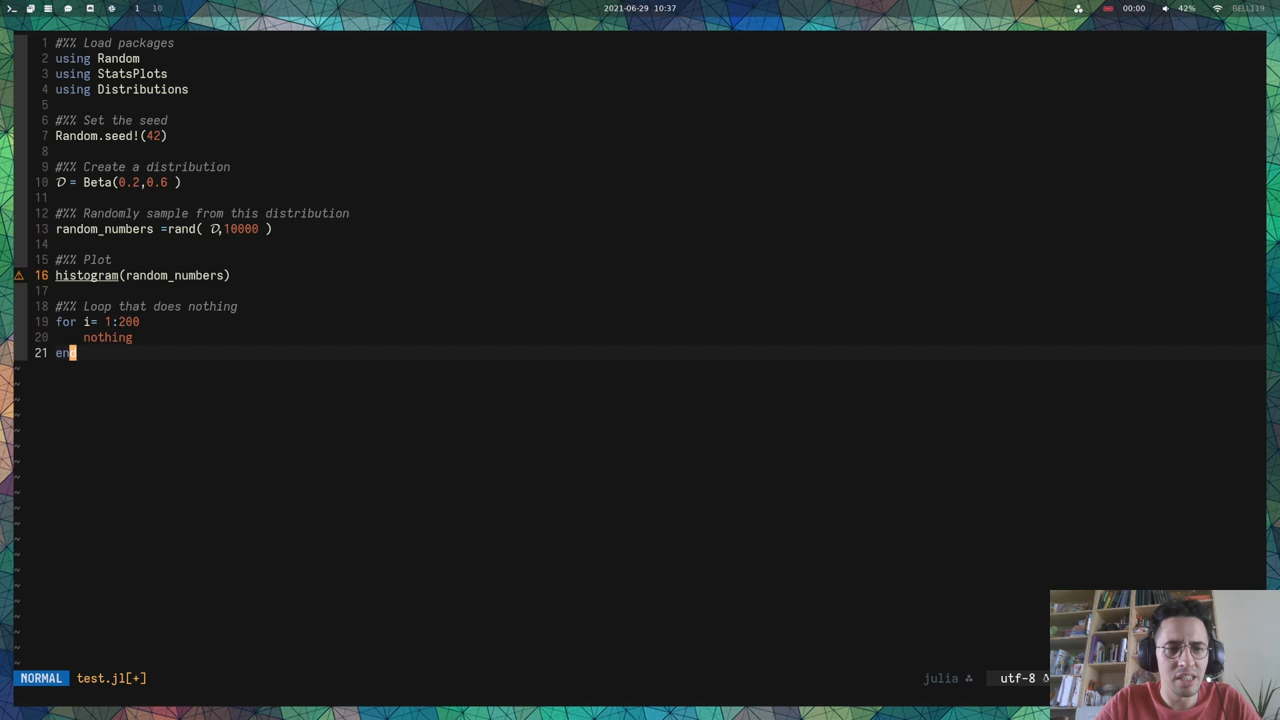 1 10
2021-06-29 10:37
00:00 42% BELL119
1 #%% Load packages
2 using Random
3 using StatsPlots
4 using Distributions
5
6 #%% Set the seed
7 Random.seed!(42)
8
9 #%% Create a distribution
10 𝒟 = Beta(0.2,0.6 )
11
12 #%% Randomly sample from this distribution
13 random_numbers =rand( 𝒟,10000 )
14
15 #%% Plot
16 histogram(random_numbers)
17
18 #%% Loop that does nothing
19 for i= 1:200
20     nothing
21 end
NORMAL test.jl[+] julia utf-8